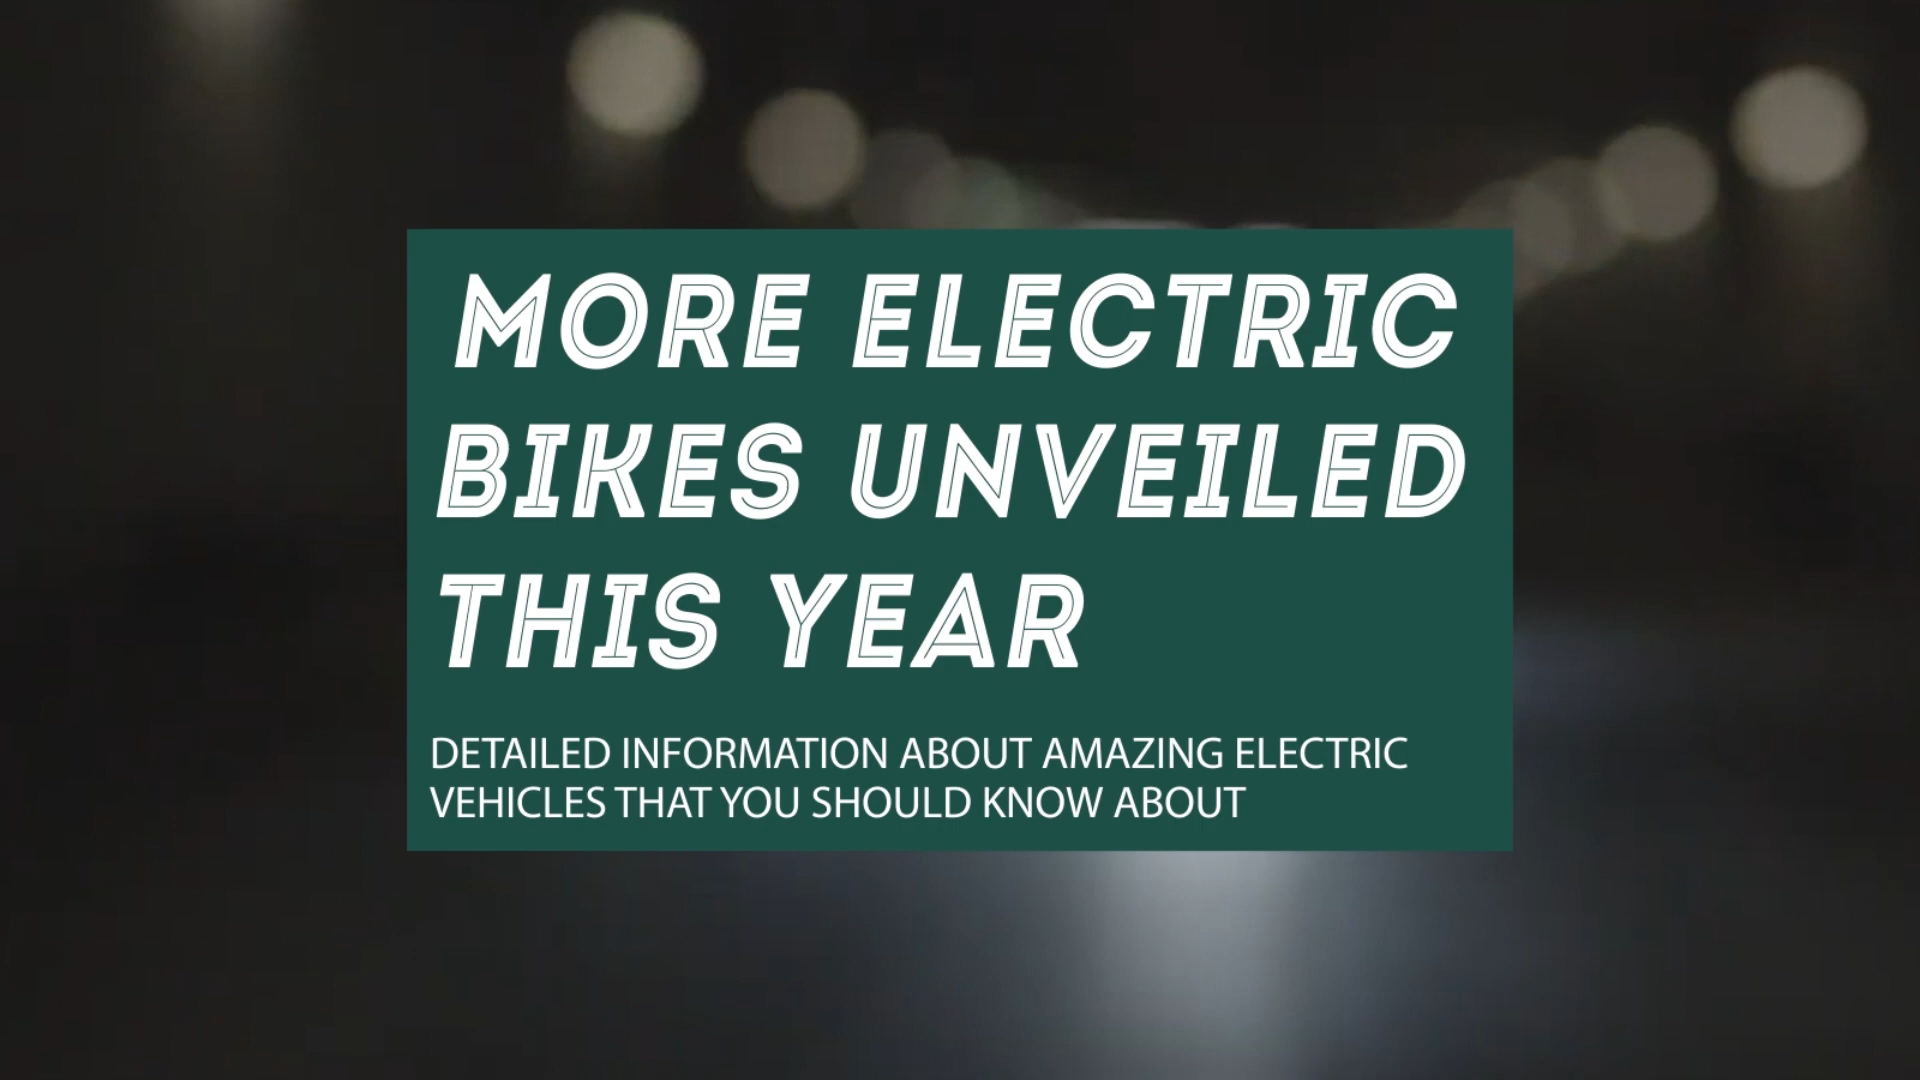 MORE ELECTRIC
BIKES UNVEILED
THIS YEAR
DETAILED INFORMATION ABOUT AMAZING ELECTRIC
VEHICLES THAT YOU SHOULD KNOW ABOUT